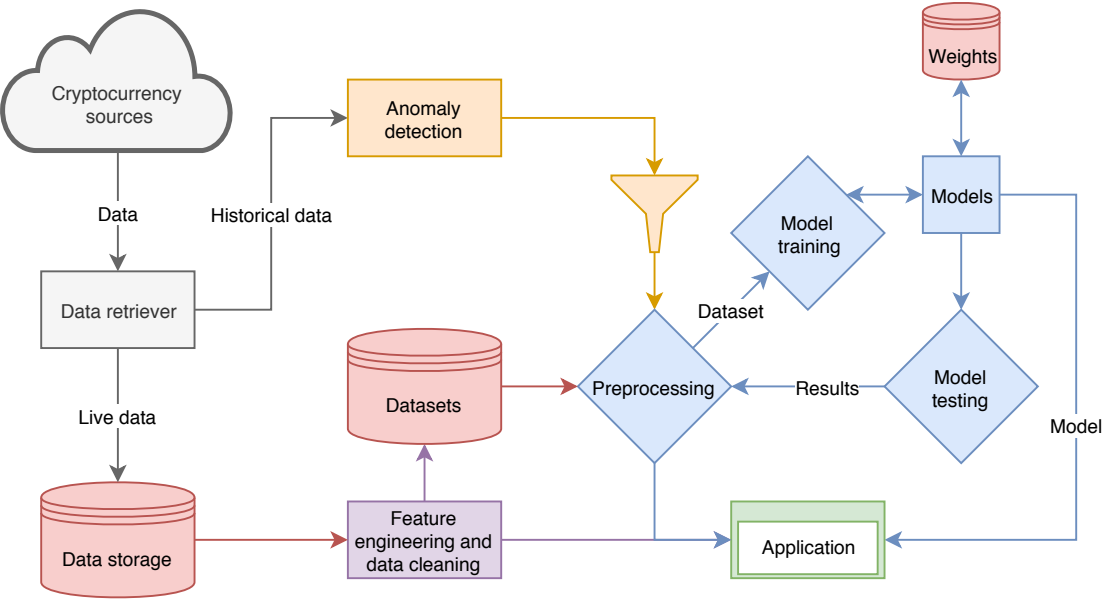 Weights
Cryptocurrency
sources
Anomaly
detection
Data
Historical data
Models
Model
training
Data retriever
Dataset
Datasets
Preprocessing
Results
Model
testing
Live data
Model
Feature
engineering and
data cleaning
Data storage
Application